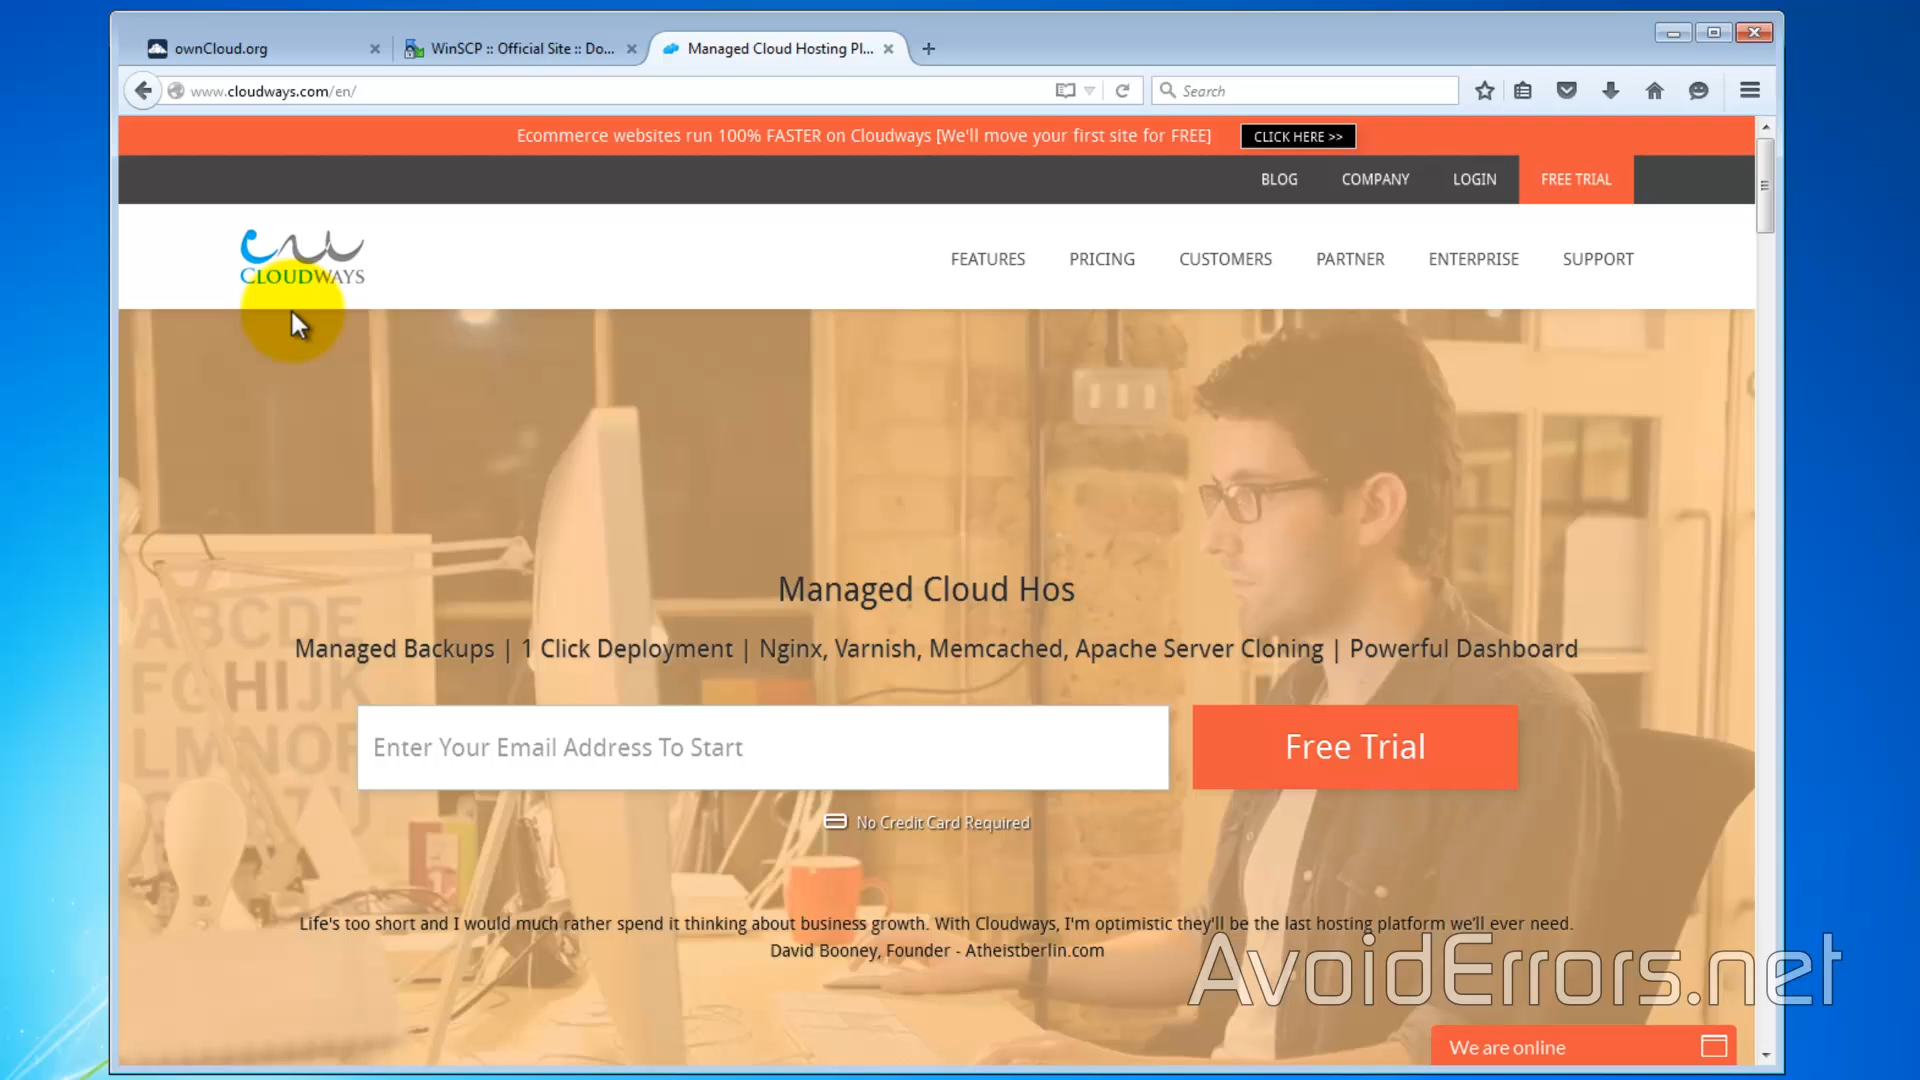 ownCloud.org
WinSCP :: Official Site :: Do...
Managed Cloud Hosting Pl...
www.cloudways.com/en/
Search
Ecommerce websites run 100% FASTER on Cloudways [We'll move your first site for FREE]
CLICK HERE >>
BLOG COMPANY LOGIN FREE TRIAL
CLOUDWAYS
FEATURES PRICING CUSTOMERS PARTNER ENTERPRISE SUPPORT
ABCDE
FGHIJK
LMNOP
Managed Cloud Hos
Managed Backups | 1 Click Deployment | Nginx, Varnish, Memcached, Apache Server Cloning | Powerful Dashboard
Enter Your Email Address To Start
Free Trial
No Credit Card Required
Life's too short and I would much rather spend it thinking about business growth. With Cloudways, I'm optimistic they'll be the last hosting platform we'll ever need.
David Booney, Founder - Atheistberlin.com
AvoidErrors.net
We are online